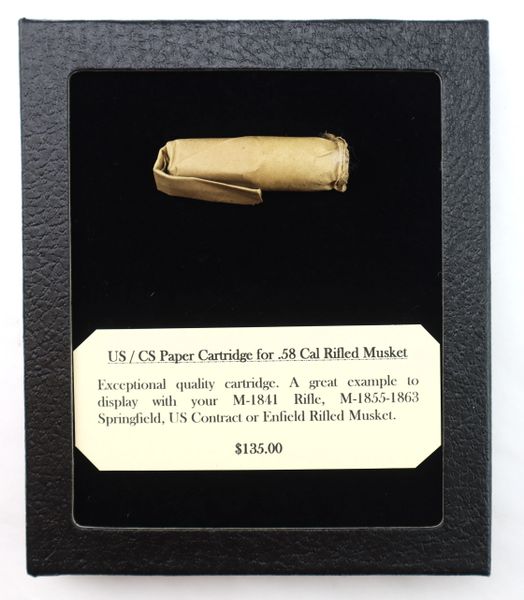 US / CS Paper Cartridge for .58 Cal Rifled Musket
Exceptional quality cartridge. A great example to
display with your M-1841 Rifle, M-1855-1863
Springfield, US Contract or Enfield Rifled Musket.
$135.00